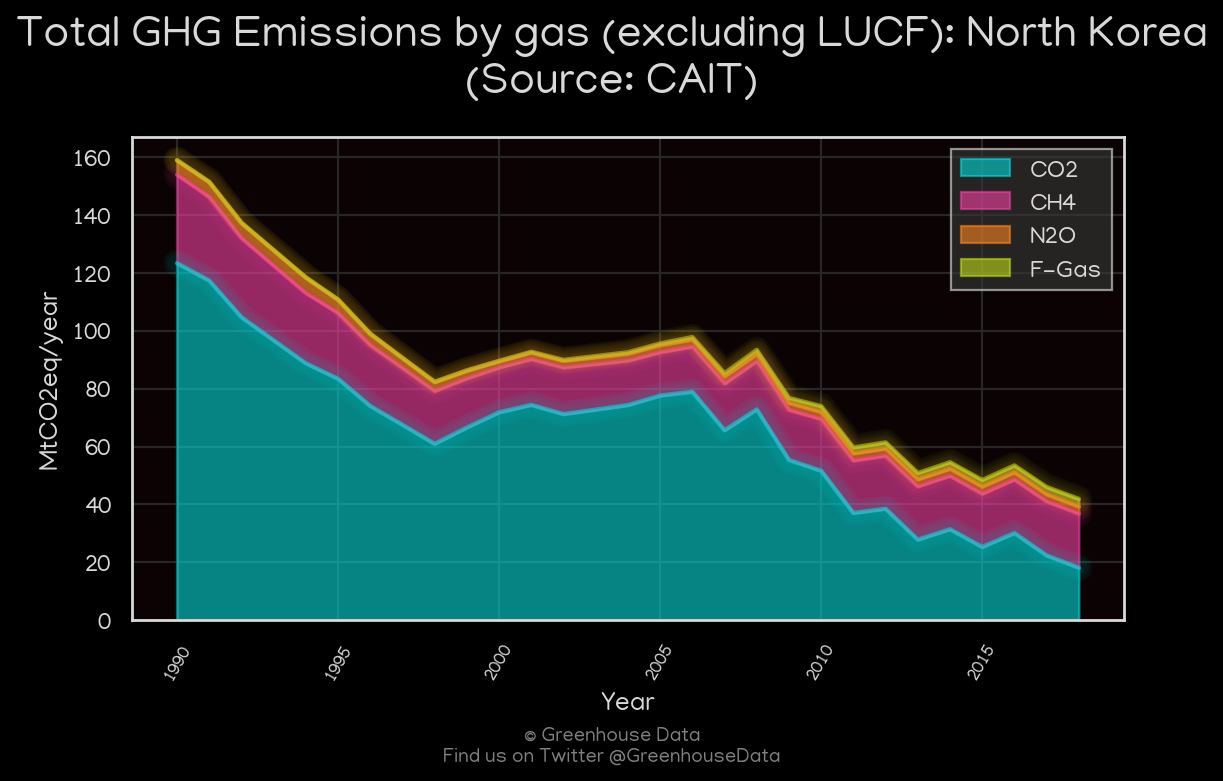 Total GHG Emissions by gas (excluding LUCF): North Korea
(Source: CAIT)
160
140
120
100
80
60
40
20
0
MtCO2eq/year
CO2
CH4
N2O
F-Gas
1990
1995
2000
2005
2010
2015
Year
© Greenhouse Data
Find us on Twitter @GreenhouseData